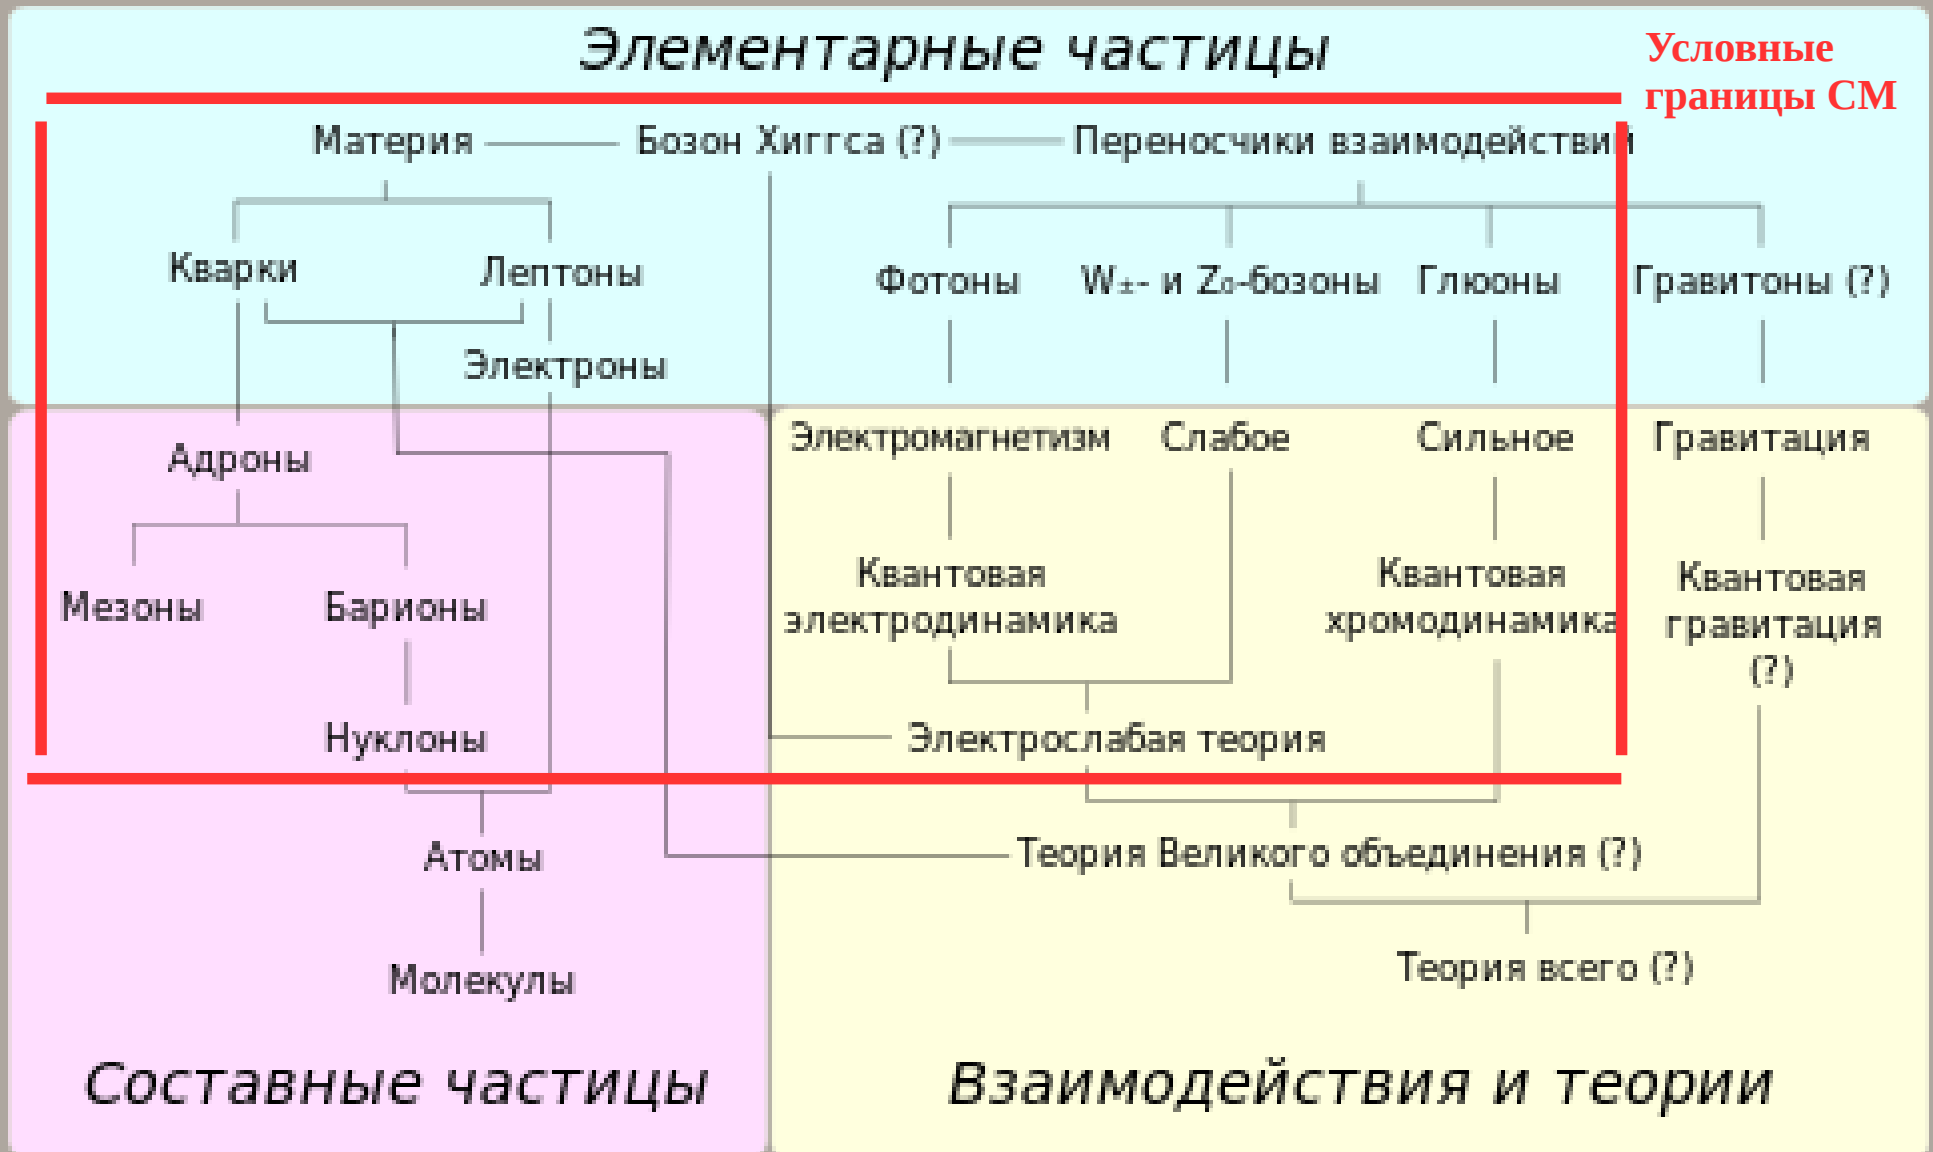 Элементарные частицы
Условные
границы СМ
Материя
Бозон Хиггса (?)
Переносчики взаимодействий
Кварки
Лептоны
Фотоны
W±- и Z₀-бозоны
Глюоны
Гравитоны (?)
Электроны
Адроны
Электромагнетизм
Слабое
Сильное
Гравитация
Мезоны
Барионы
Квантовая
электродинамика
Квантовая
хромодинамика
Квантовая
гравитация
(?)
Нуклоны
Электрослабая теория
Атомы
Теория Великого объединения (?)
Молекулы
Теория всего (?)
Составные частицы
Взаимодействия и теории